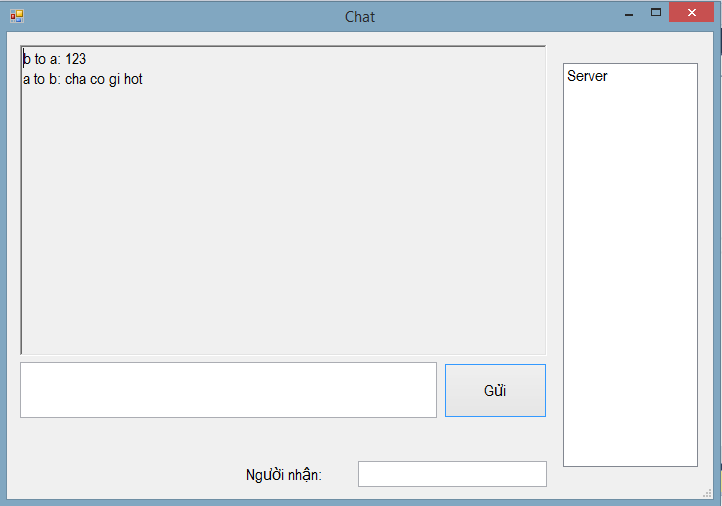 Chat
b to a: 123
a to b: cha co gi hot
Server
Gửi
Người nhận: